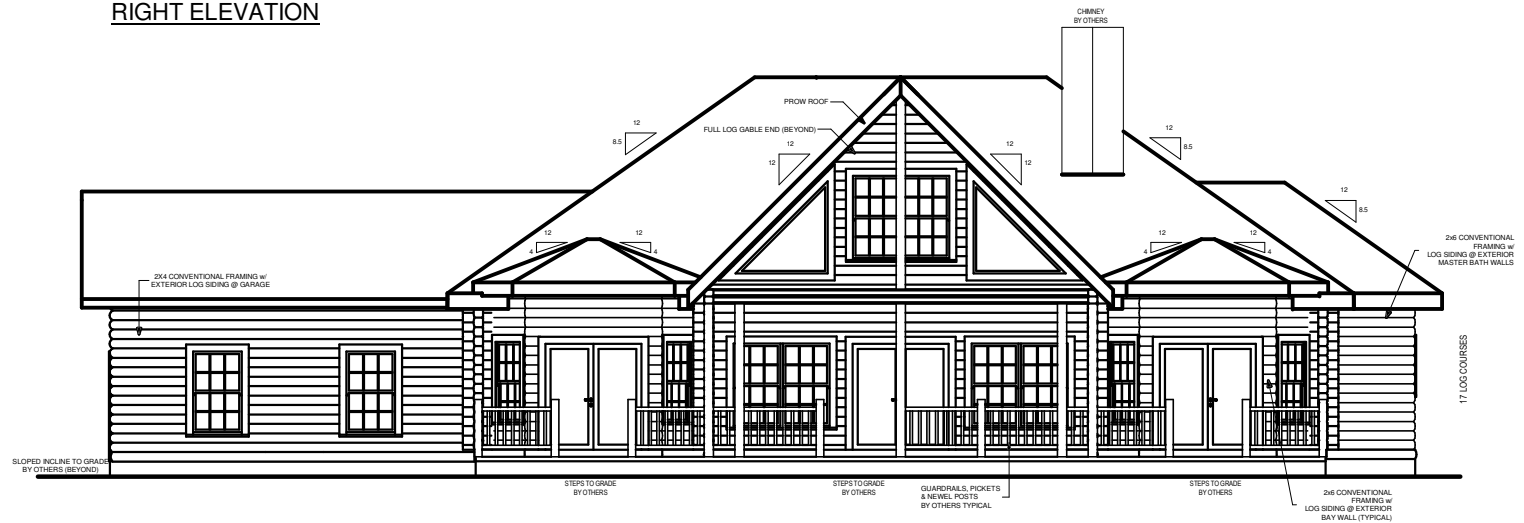 RIGHT ELEVATION
CHIMNEY
BY OTHERS
PROW ROOF
FULL LOG GABLE END (BEYOND)
12
8.5
12
12
12
12
12
8.5
12
8.5
12
4
12
4
12
4
12
4
2X4 CONVENTIONAL FRAMING w/
EXTERIOR LOG SIDING @ GARAGE
2x6 CONVENTIONAL
FRAMING w/
LOG SIDING @ EXTERIOR
MASTER BATH WALLS
17 LOG COURSES
SLOPED INCLINE TO GRADE
BY OTHERS (BEYOND)
STEPS TO GRADE
BY OTHERS
STEPS TO GRADE
BY OTHERS
GUARDRAILS, PICKETS
& NEWEL POSTS
BY OTHERS TYPICAL
STEPS TO GRADE
BY OTHERS
2x6 CONVENTIONAL
FRAMING w/
LOG SIDING @ EXTERIOR
BAY WALL (TYPICAL)